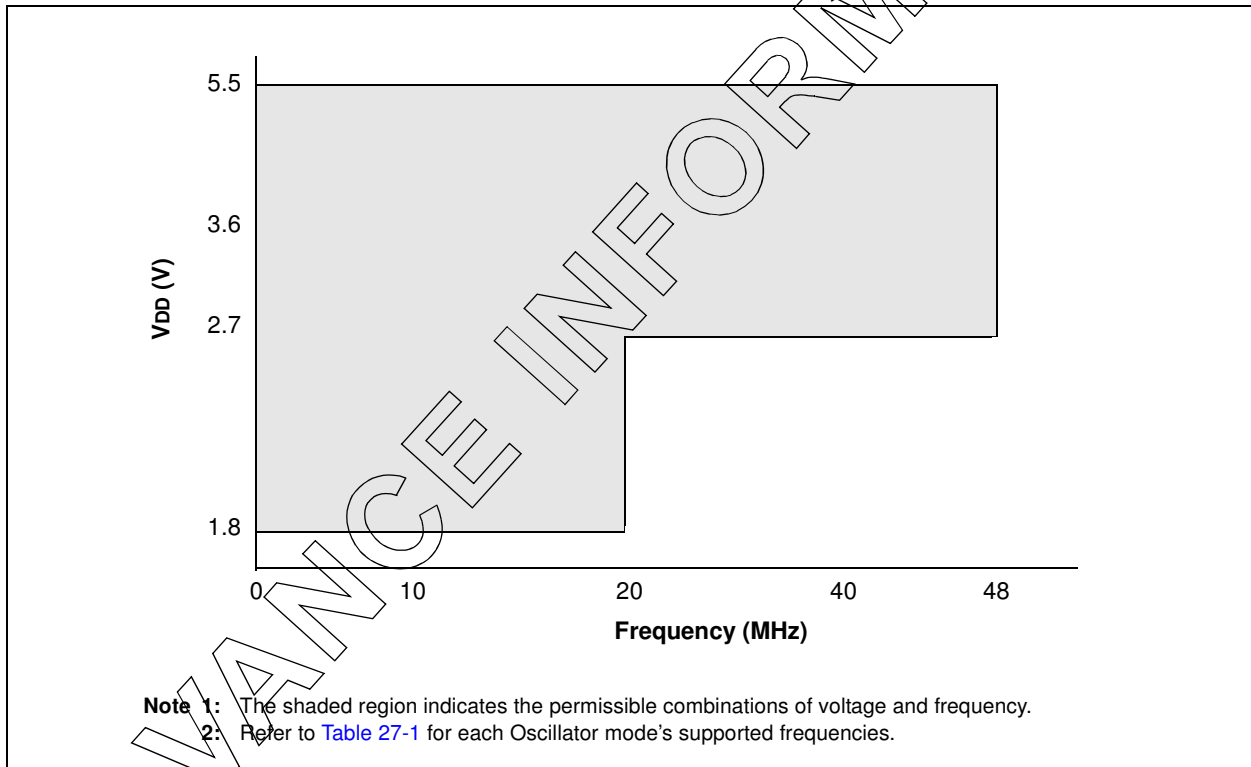 5.5
3.6
2.7
1.8
VDD (V)
0 10 20 40 48
Frequency (MHz)
Note 1: The shaded region indicates the permissible combinations of voltage and frequency.
2: Refer to Table 27-1 for each Oscillator mode's supported frequencies.
VANCE INFORM